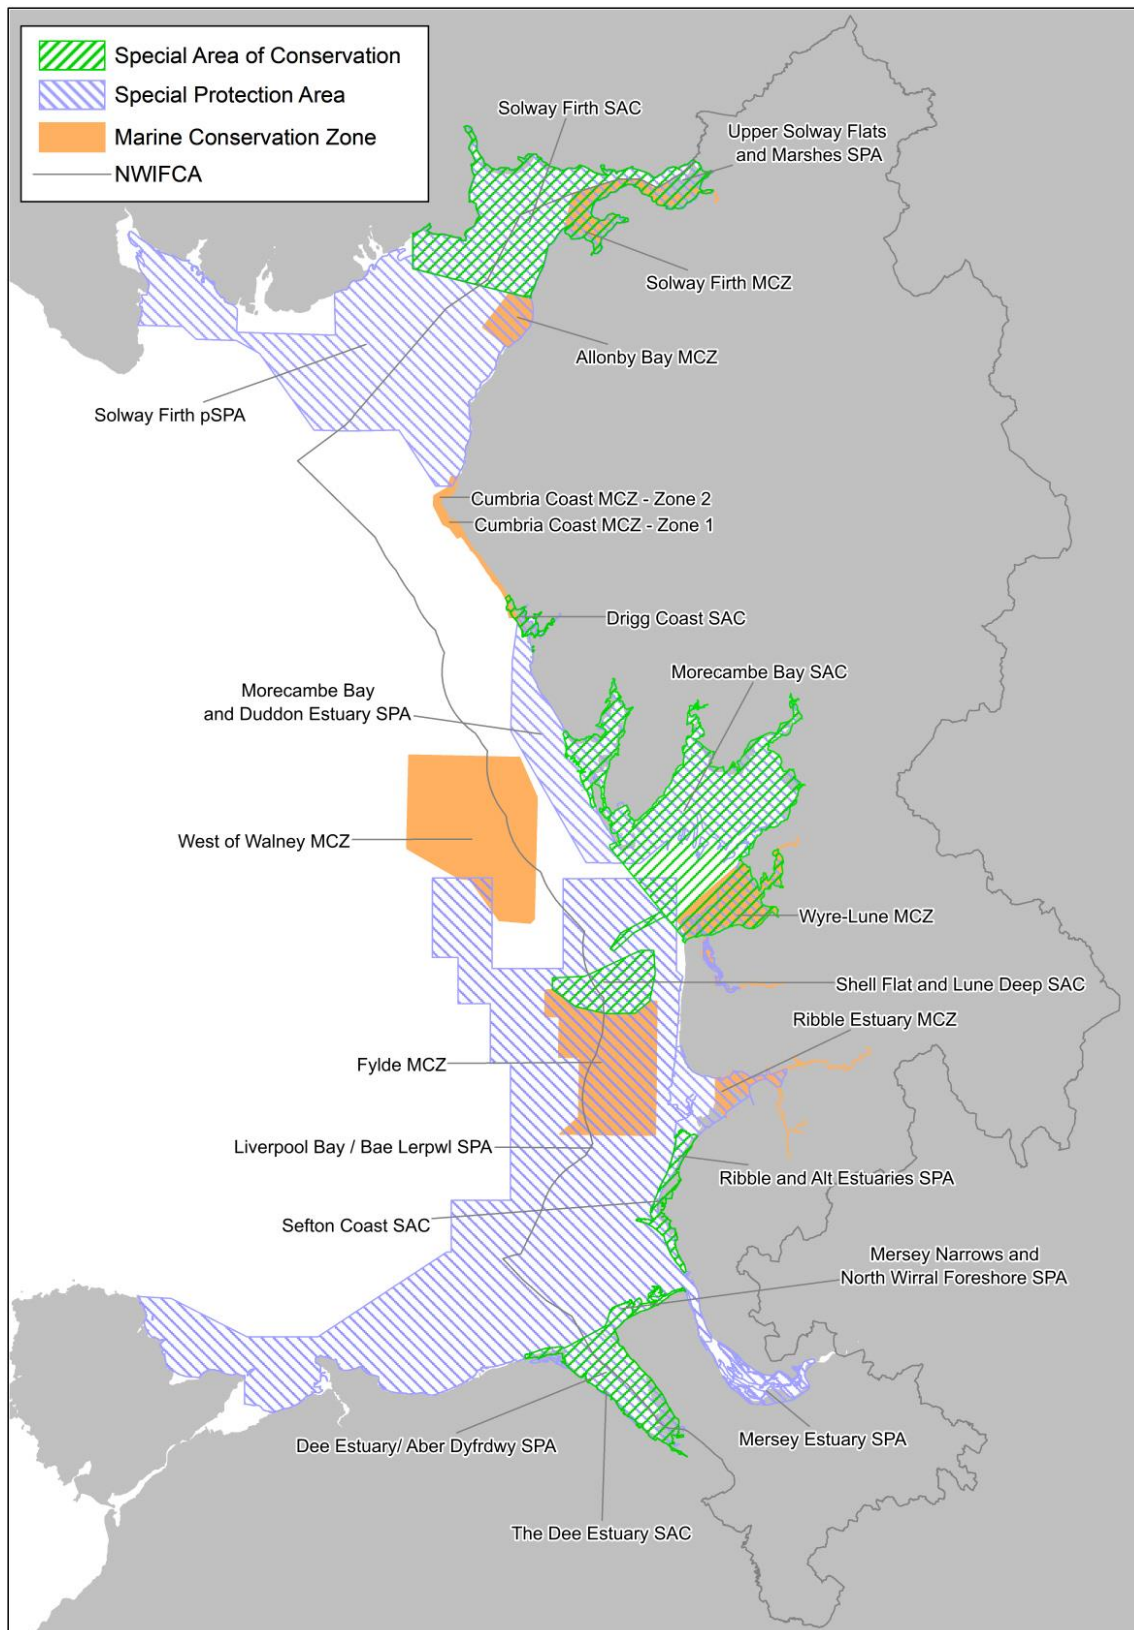 Special Area of Conservation
Special Protection Area
Marine Conservation Zone
NWIFCA
Solway Firth SAC
Upper Solway Flats
and Marshes SPA
Solway Firth MCZ
Allonby Bay MCZ
Solway Firth pSPA
Cumbria Coast MCZ - Zone 2
Cumbria Coast MCZ - Zone 1
Drigg Coast SAC
Morecambe Bay SAC
Morecambe Bay
and Duddon Estuary SPA
West of Walney MCZ
Wyre-Lune MCZ
Shell Flat and Lune Deep SAC
Ribble Estuary MCZ
Fylde MCZ
Liverpool Bay / Bae Lerpwl SPA
Ribble and Alt Estuaries SPA
Sefton Coast SAC
Mersey Narrows and
North Wirral Foreshore SPA
Dee Estuary/ Aber Dyfrdwy SPA
Mersey Estuary SPA
The Dee Estuary SAC